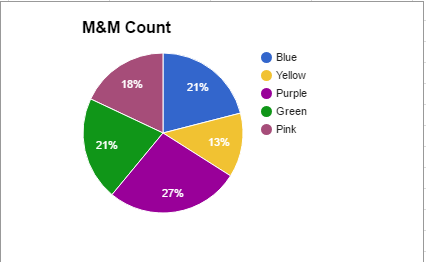 M&M Count
21%
13%
27%
21%
18%
Blue
Yellow
Purple
Green
Pink